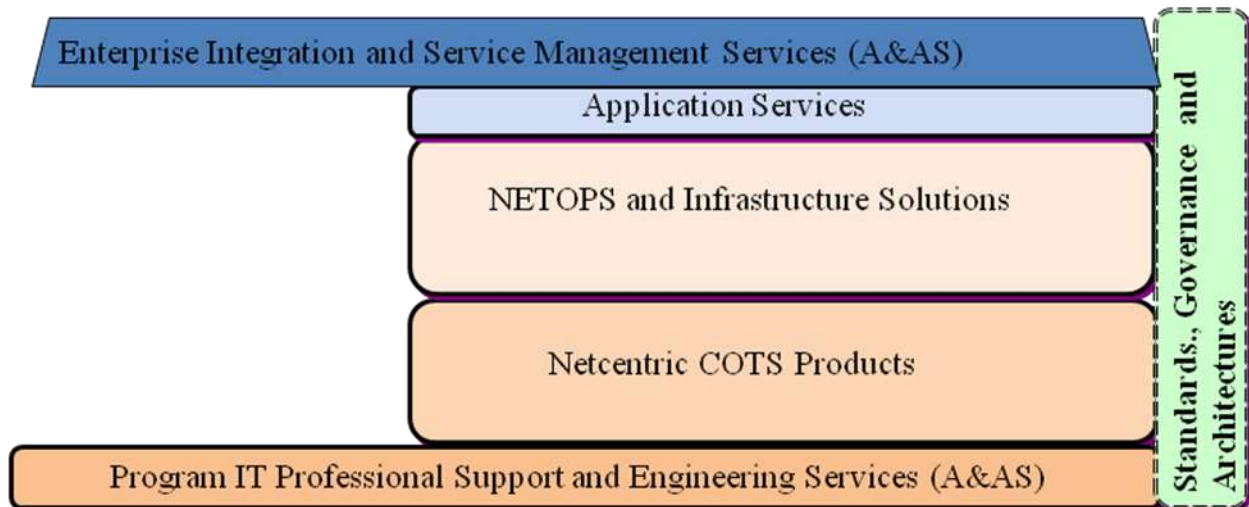 Enterprise Integration and Service Management Services (A&AS)
Application Services
NETOPS and Infrastructure Solutions
Netcentric COTS Products
Program IT Professional Support and Engineering Services (A&AS)
Standards., Governance and
Architectures